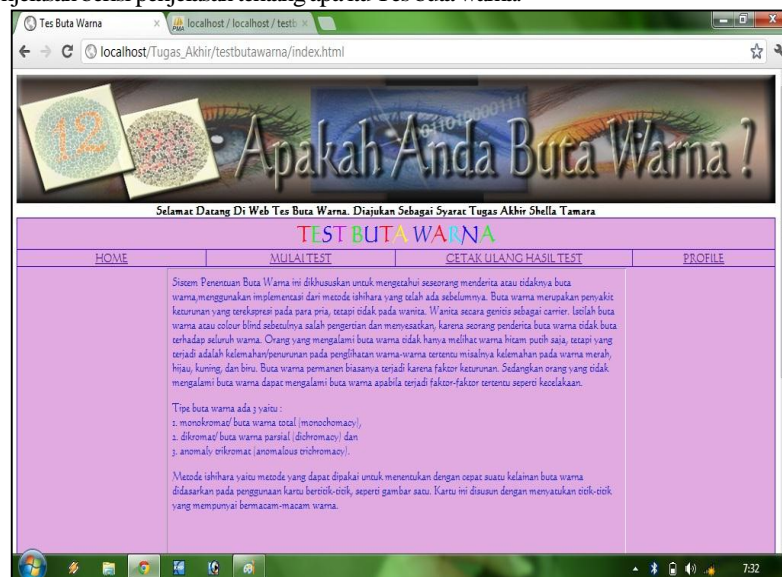 Tes Buta Warna
localhost / localhost / testb
localhost/Tugas_Akhir/testbutawarna/index.html
12
Apakah Anda Buta Warna ?
Selamat Datang Di Web Tes Buta Warna. Diajukan Sebagai Syarat Tugas Akhir Shella Tamara
TEST BUTA WARNA
HOME MULAI TEST CETAK ULANG HASIL TEST PROFILE
Sistem Penentuan Buta Warna ini dikhususkan untuk mengetahui seseorang menderita atau tidaknya buta
warna,menggunakan implementasi dari metode ishihara yang telah ada sebelumnya. Buta warna merupakan penyakit
keturunan yang terekspresi pada para pria, tetapi tidak pada wanita. Wanita secara genitis sebagai carrier. Istilah buta
warna atau colour blind sebetulnya salah pengertian dan menyesatkan, karena seorang penderita buta warna tidak buta
terhadap seluruh warna. Orang yang mengalami buta warna tidak hanya melihat warna hitam putih saja, tetapi yang
terjadi adalah kelemahan/penurunan pada penglihatan warna-warna tertentu misalnya kelemahan pada warna merah,
hijau, kuning, dan biru. Buta warna permanen biasanya terjadi karena faktor keturunan. Sedangkan orang yang tidak
mengalami buta warna dapat mengalami buta warna apabila terjadi faktor-faktor tertentu seperti kecelakaan.
Tipe buta warna ada 3 yaitu :
1. monokromat/ buta warna total (monochomacy),
2. dikromat/ buta warna parsial (dichromacy) dan
3. anomaly trikromat (anomalous trichromacy).
Metode ishihara yaitu metode yang dapat dipakai untuk menentukan dengan cepat suatu kelainan buta warna
didasarkan pada penggunaan kartu bertitik-titik, seperti gambar satu. Kartu ini disusun dengan menyatukan titik-titik
yang mempunyai bermacam-macam warna.
7:32